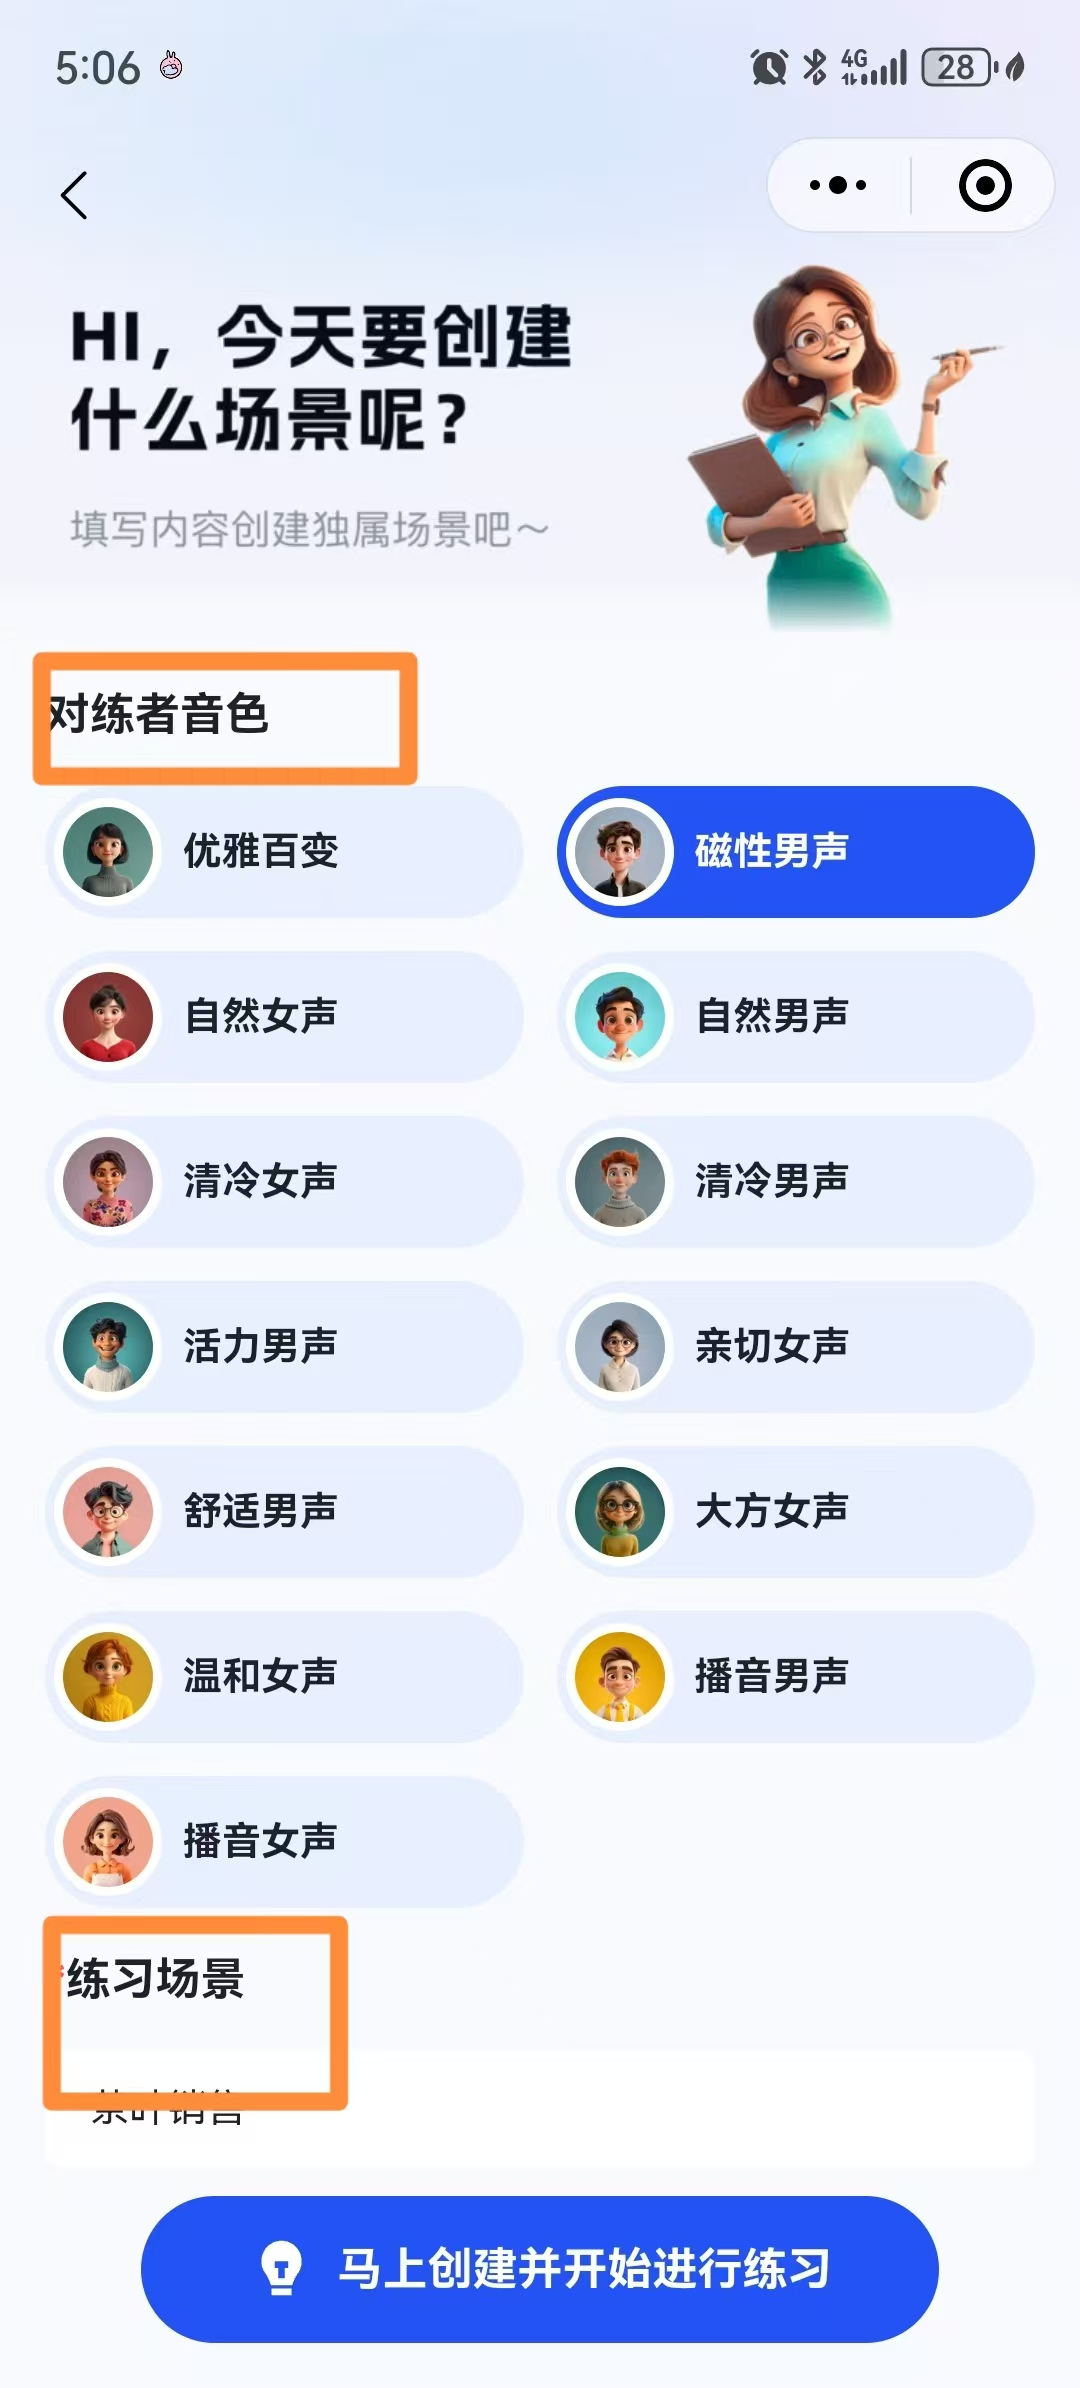 5:06
4G
28
HI，今天要创建
什么场景呢？
填写内容创建独属场景吧～
对练者音色
优雅百变
磁性男声
自然女声
自然男声
清冷女声
清冷男声
活力男声
亲切女声
舒适男声
大方女声
温和女声
播音男声
播音女声
*练习场景
茶叶销售
马上创建并开始进行练习